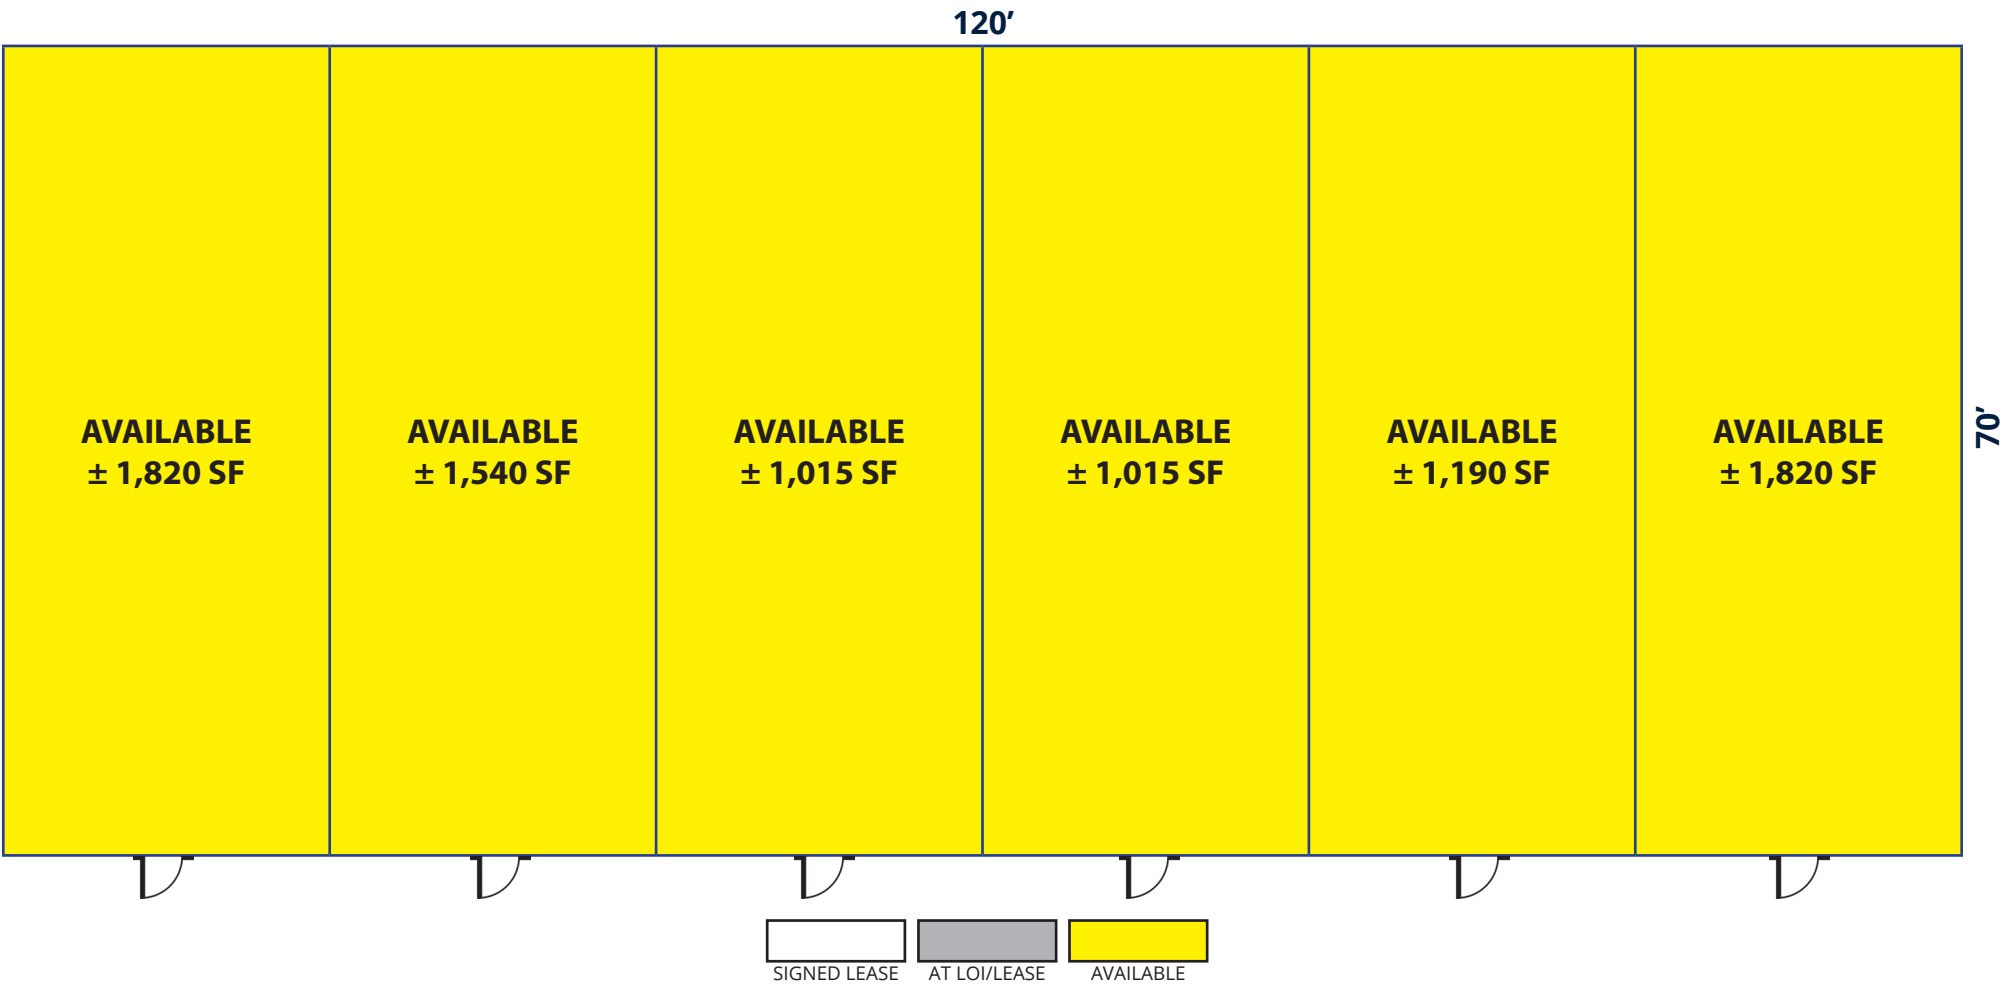 120’
AVAILABLE
± 1,820 SF
AVAILABLE
± 1,540 SF
AVAILABLE
± 1,015 SF
AVAILABLE
± 1,015 SF
AVAILABLE
± 1,190 SF
AVAILABLE
± 1,820 SF
70’
SIGNED LEASE
AT LOI/LEASE
AVAILABLE